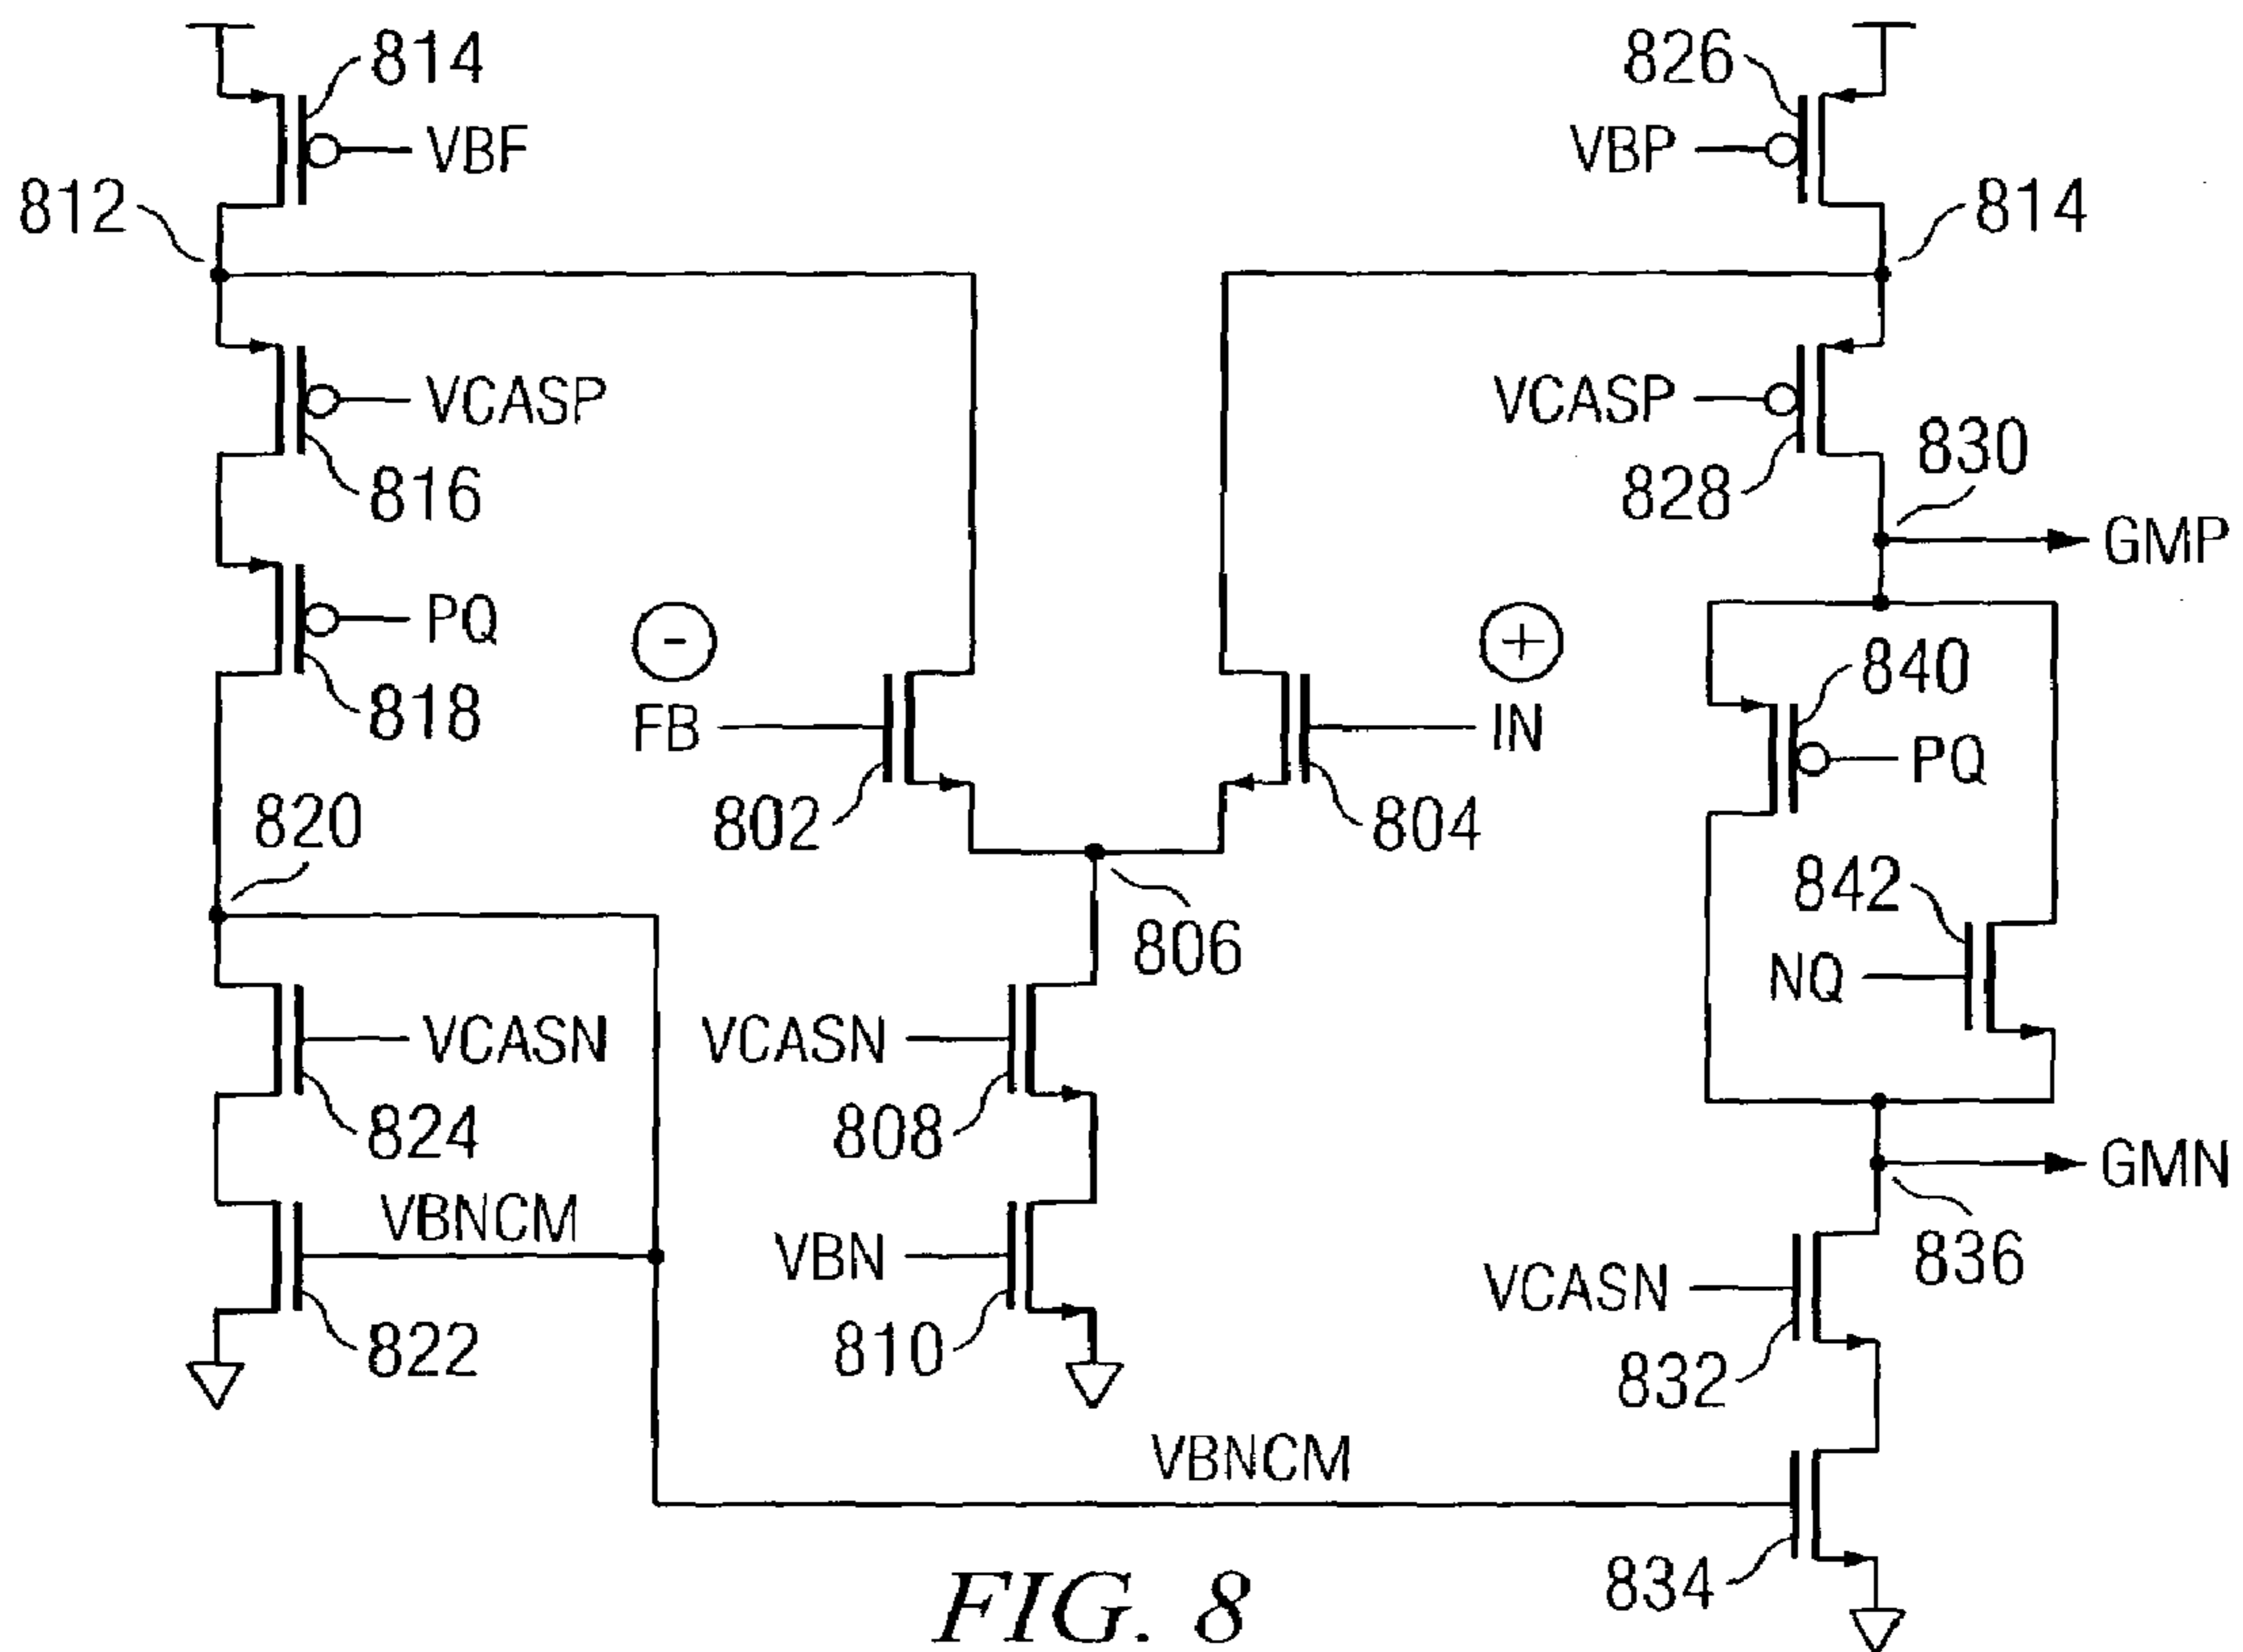 814
826
VBF
VBP
812
814
VCASP
VCASP
830
816
828
GMP
PQ
818
-
+
840
FB
IN
PQ
802
804
820
842
806
NQ
VCASN
VCASN
824
808
GMN
VBNCM
VBN
836
VCASN
822
810
832
VBNCM
834
FIG. 8